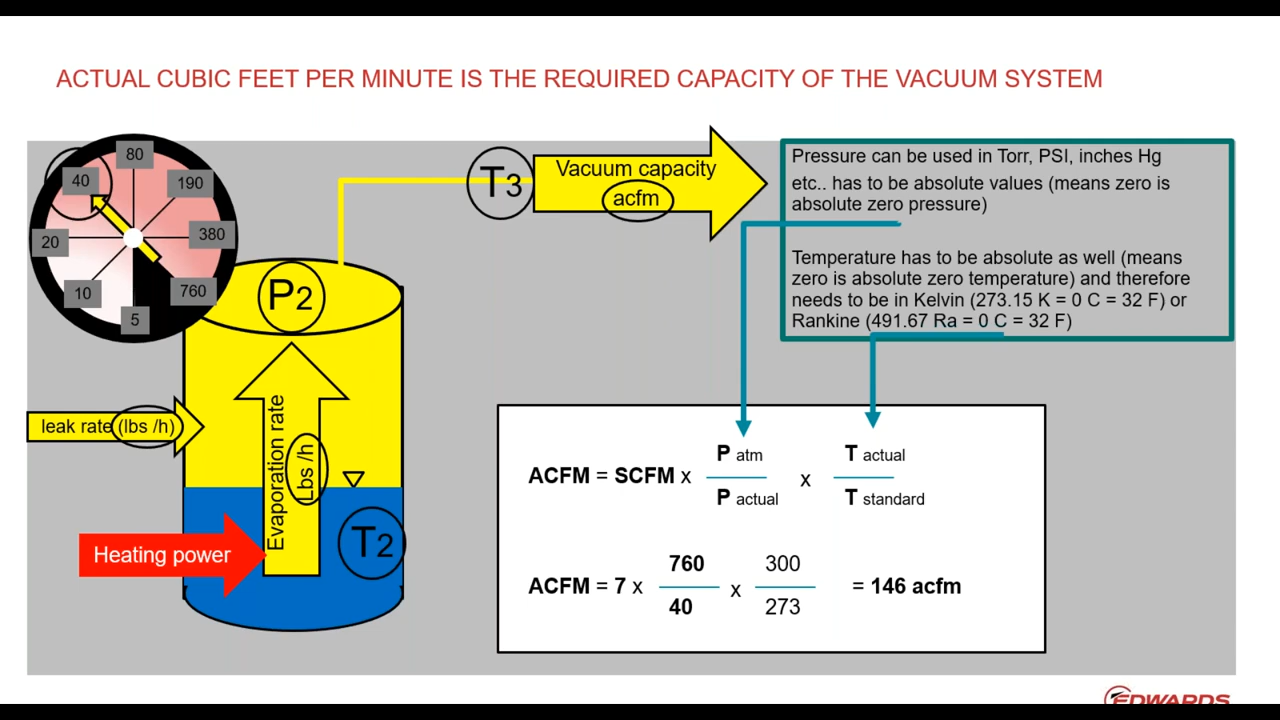 ACTUAL CUBIC FEET PER MINUTE IS THE REQUIRED CAPACITY OF THE VACUUM SYSTEM
80
40
190
20
380
10
760
5
T3
Vacuum capacity
acfm
Pressure can be used in Torr, PSI, inches Hg
etc.. has to be absolute values (means zero is
absolute zero pressure)
Temperature has to be absolute as well (means
zero is absolute zero temperature) and therefore
needs to be in Kelvin (273.15 K = 0 C = 32 F) or
Rankine (491.67 Ra = 0 C = 32 F)
P2
leak rate (lbs /h)
Evaporation rate
Lbs /h
T2
Heating power
P atm
T actual
ACFM = SCFM x
x
P actual
T standard
760
300
ACFM = 7 x
x
= 146 acfm
40
273
EDWARDS